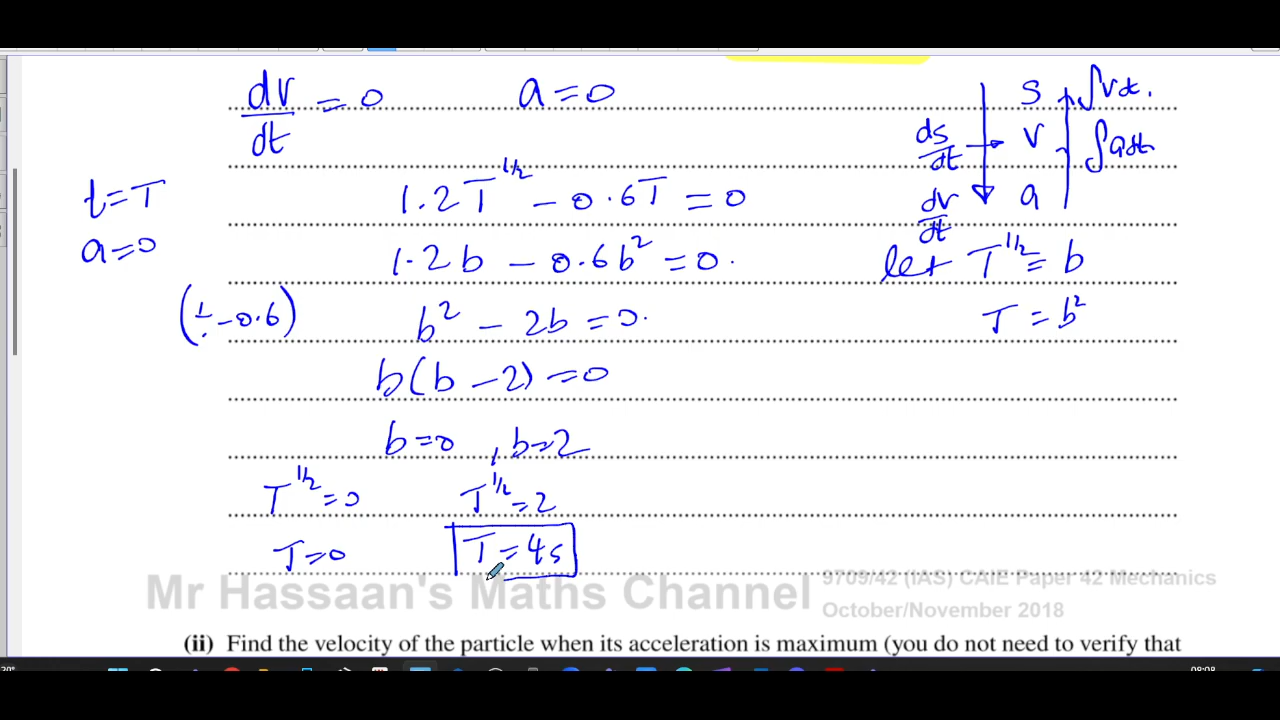 dv/dt = 0 a = 0
S ∫vdt.
ds/dt V ∫adt
dv/dt a
t = T 1.2T^1/2 − 0.6T = 0
a = 0 1.2b − 0.6b² = 0. let T^1/2 = b
(÷ −0.6) b² − 2b = 0. T = b²
b(b − 2) = 0
b = 0 , b = 2
T^1/2 = 0 T^1/2 = 2
T = 0 T = 4s
Mr Hassaan's Maths Channel
9709/42 (IAS) CAIE Paper 42 Mechanics
October/November 2018
(ii) Find the velocity of the particle when its acceleration is maximum (you do not need to verify that